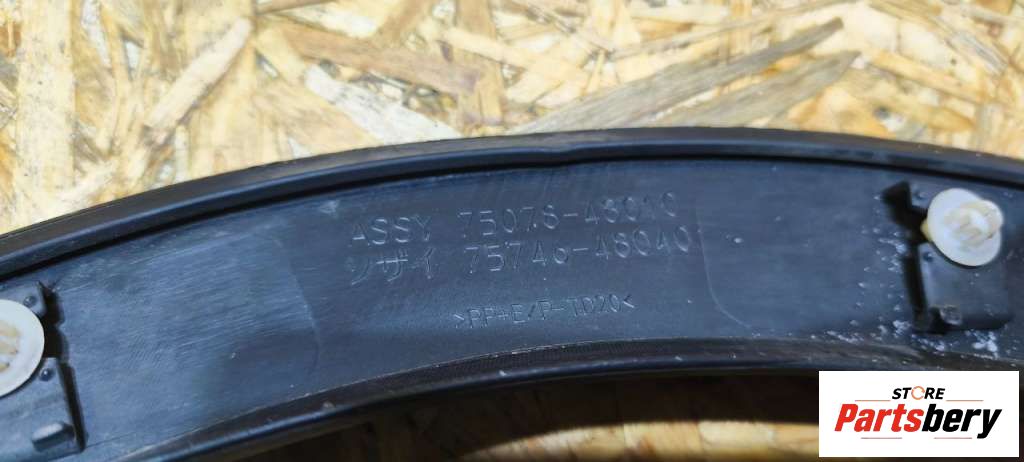 ASSY 75078-48010
ソザイ 75746-48040
>PP+E/P-TD20<
STORE
Partsbery